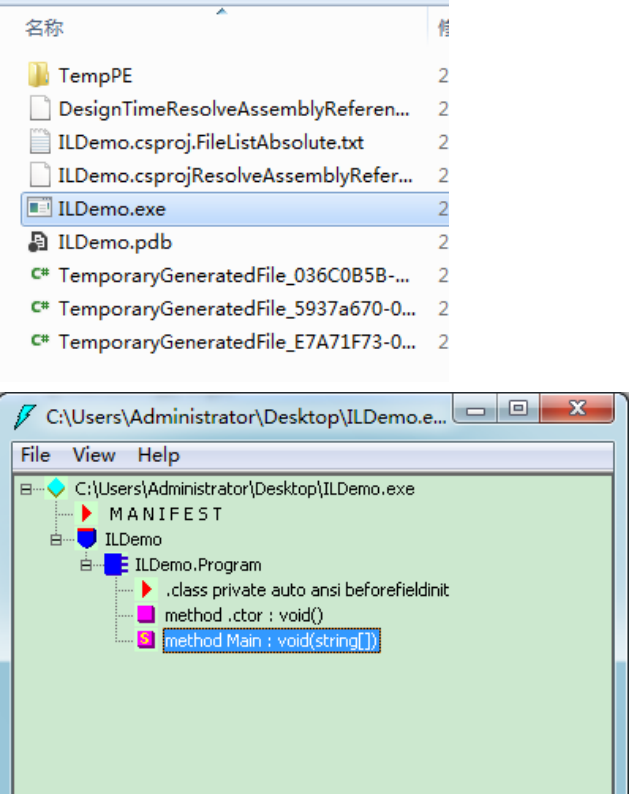 名称
TempPE
DesignTimeResolveAssemblyReferen...
ILDemo.csproj.FileListAbsolute.txt
ILDemo.csprojResolveAssemblyRefer...
ILDemo.exe
ILDemo.pdb
TemporaryGeneratedFile_036C0B5B-...
TemporaryGeneratedFile_5937a670-0...
TemporaryGeneratedFile_E7A71F73-0...
C:\Users\Administrator\Desktop\ILDemo.e...
File View Help
C:\Users\Administrator\Desktop\ILDemo.exe
MANIFEST
ILDemo
ILDemo.Program
.class private auto ansi beforefieldinit
method .ctor : void()
method Main : void(string[])